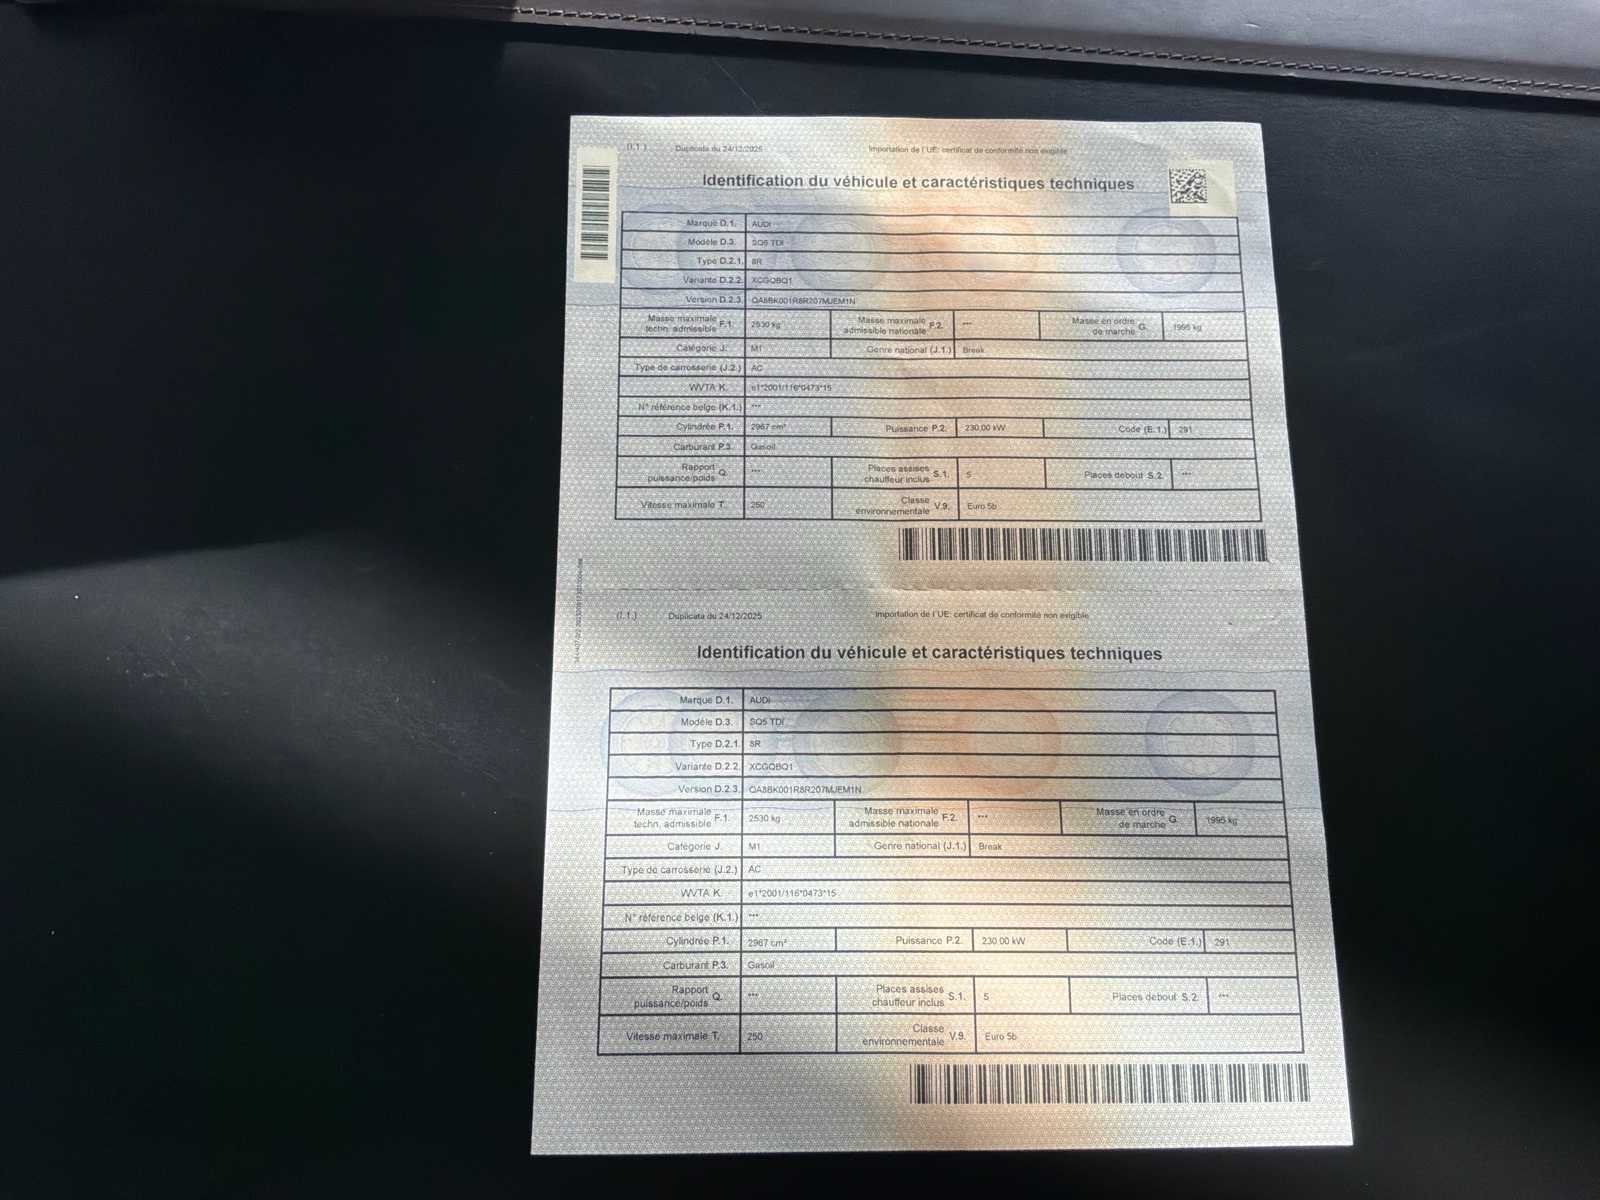 (I.1.) Duplicata du 24/12/2025 Importation de l'UE: certificat de conformité non exigible
Identification du véhicule et caractéristiques techniques
Marque D.1. AUDI
Modèle D.3. SQ5 TDI
Type D.2.1. 8R
Variante D.2.2. XCGQBQ1
Version D.2.3. QA8BK001R8R207MJEM1N
Masse maximale techn. admissible F.1. 2530 kg Masse maximale admissible nationale F.2. *** Masse en ordre de marche G. 1995 kg
Catégorie J. M1 Genre national (J.1.) Break
Type de carrosserie (J.2.) AC
WVTA K. e1*2001/116*0473*15
N° référence belge (K.1.) ***
Cylindrée P.1. 2967 cm³ Puissance P.2. 230.00 kW Code (E.1.) 291
Carburant P.3. Gasoil
Rapport puissance/poids Q. *** Places assises chauffeur inclus S.1. 5 Places debout S.2. ***
Vitesse maximale T. 250 Classe environnementale V.9. Euro 5b
(I.1.) Duplicata du 24/12/2025 Importation de l'UE: certificat de conformité non exigible
Identification du véhicule et caractéristiques techniques
Marque D.1. AUDI
Modèle D.3. SQ5 TDI
Type D.2.1. 8R
Variante D.2.2. XCGQBQ1
Version D.2.3. QA8BK001R8R207MJEM1N
Masse maximale techn. admissible F.1. 2530 kg Masse maximale admissible nationale F.2. *** Masse en ordre de marche G. 1995 kg
Catégorie J. M1 Genre national (J.1.) Break
Type de carrosserie (J.2.) AC
WVTA K. e1*2001/116*0473*15
N° référence belge (K.1.) ***
Cylindrée P.1. 2967 cm³ Puissance P.2. 230.00 kW Code (E.1.) 291
Carburant P.3. Gasoil
Rapport puissance/poids Q. *** Places assises chauffeur inclus S.1. 5 Places debout S.2. ***
Vitesse maximale T. 250 Classe environnementale V.9. Euro 5b